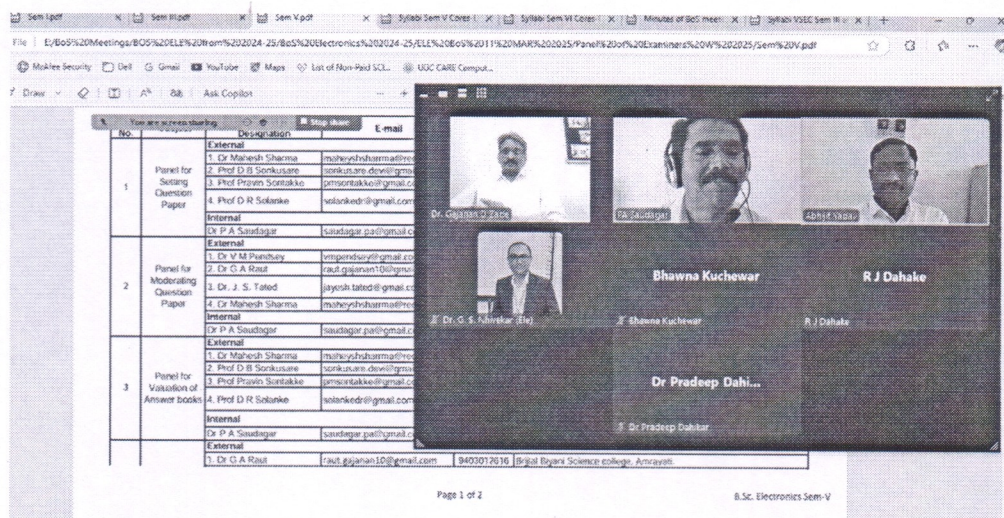 Sem I.pdf
Sem III.pdf
Sem V.pdf
Syllabi Sem V Cores
Syllabi Sem VI Cores
Minutes of BoS meet
Syllabi VSEC Sem III
File
E:/BoS%20Meetings/BOS%20ELE%20from%202024-25/BoS%20Electronics%202024-25/ELE%20BoS%2011%20MAR%202025/Panel%20of%20Examiners%20W%202025/Sem%20V.pdf
McAfee Security
Dell
Gmail
YouTube
Maps
List of Non-Paid SCI...
UGC CARE Comput...
Draw
Ask Copilot
You are screen sharing
Stop share
No.
Designation
E-mail
1
Panel for
Setting
Question
Paper
External
1. Dr Mahesh Sharma
maheyshsharrma@re
2. Prof D B Sonkusare
sonkusare.devi@gma
3. Prof Pravin Sontakke
pmsontakke@gmail.c
4. Prof D R Solanke
solankedr@gmail.com
Internal
Dr P A Saudagar
saudagar.pa@gmail.c
2
Panel for
Moderating
Question
Paper
External
1. Dr V M Pendsey
vmpendsey@gmail.co
2. Dr G A Raut
raut.gajanan10@gma
3. Dr. J. S. Tated
jayesh.tated@gmail.c
4. Dr Mahesh Sharma
maheyshsharrma@re
Internal
Dr P A Saudagar
saudagar.pa@gmail.c
3
Panel for
Valuation of
Answer books
External
1. Dr Mahesh Sharma
maheyshsharrma@re
2. Prof D B Sonkusare
sonkusare.devi@gma
3. Prof Pravin Sontakke
pmsontakke@gmail.c
4. Prof D R Solanke
solankedr@gmail.com
Internal
Dr P A Saudagar
saudagar.pa@gmail.c
External
1. Dr G A Raut
raut.gajanan10@gmail.com
9403012616
Brijlal Biyani Science college, Amravati.
Page 1 of 2
B.Sc. Electronics Sem-V
Dr. Gajanan
PA Saudagar
Abhijit Yadav
Dr. G. S. (Ele)
Bhawna Kuchewar
Bhawna Kuchewar
R J Dahake
R J Dahake
Dr Pradeep Dahi...
Dr Pradeep Dahikar